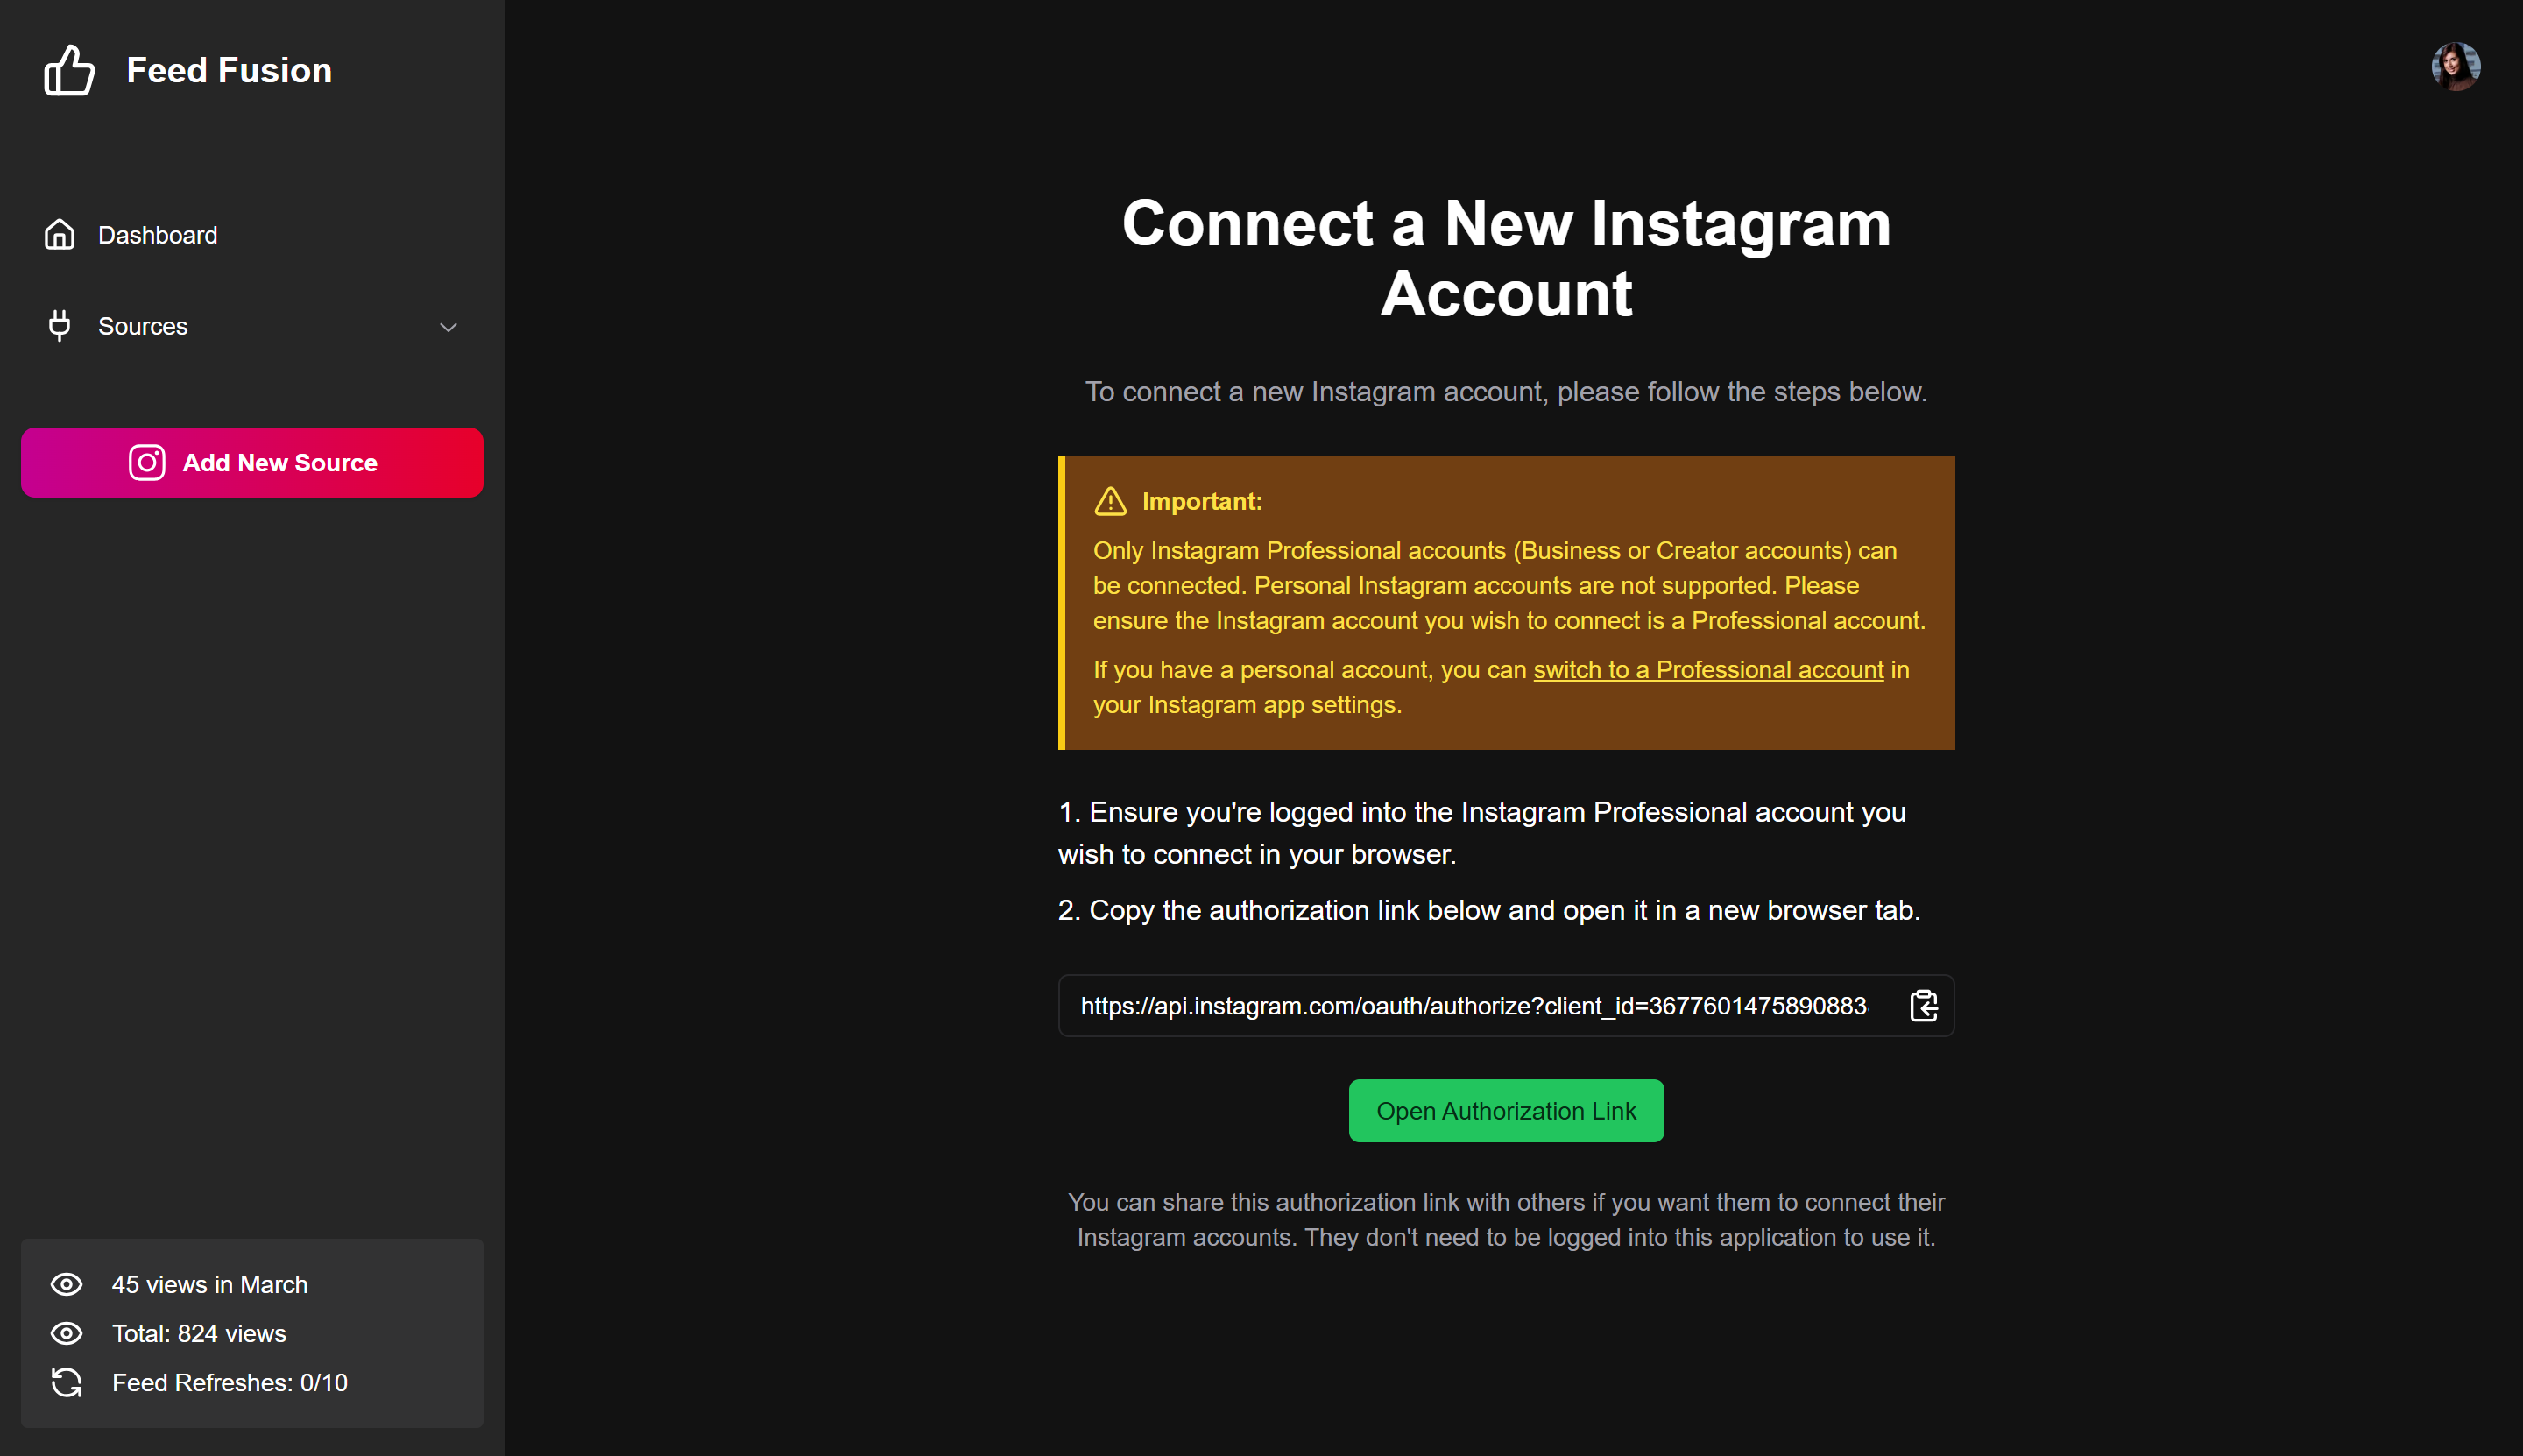 Feed Fusion
Dashboard
Sources
Add New Source
45 views in March
Total: 824 views
Feed Refreshes: 0/10
Connect a New Instagram
Account
To connect a new Instagram account, please follow the steps below.
Important:
Only Instagram Professional accounts (Business or Creator accounts) can
be connected. Personal Instagram accounts are not supported. Please
ensure the Instagram account you wish to connect is a Professional account.
If you have a personal account, you can switch to a Professional account in
your Instagram app settings.
1. Ensure you're logged into the Instagram Professional account you
wish to connect in your browser.
2. Copy the authorization link below and open it in a new browser tab.
https://api.instagram.com/oauth/authorize?client_id=3677601475890883
Open Authorization Link
You can share this authorization link with others if you want them to connect their
Instagram accounts. They don't need to be logged into this application to use it.